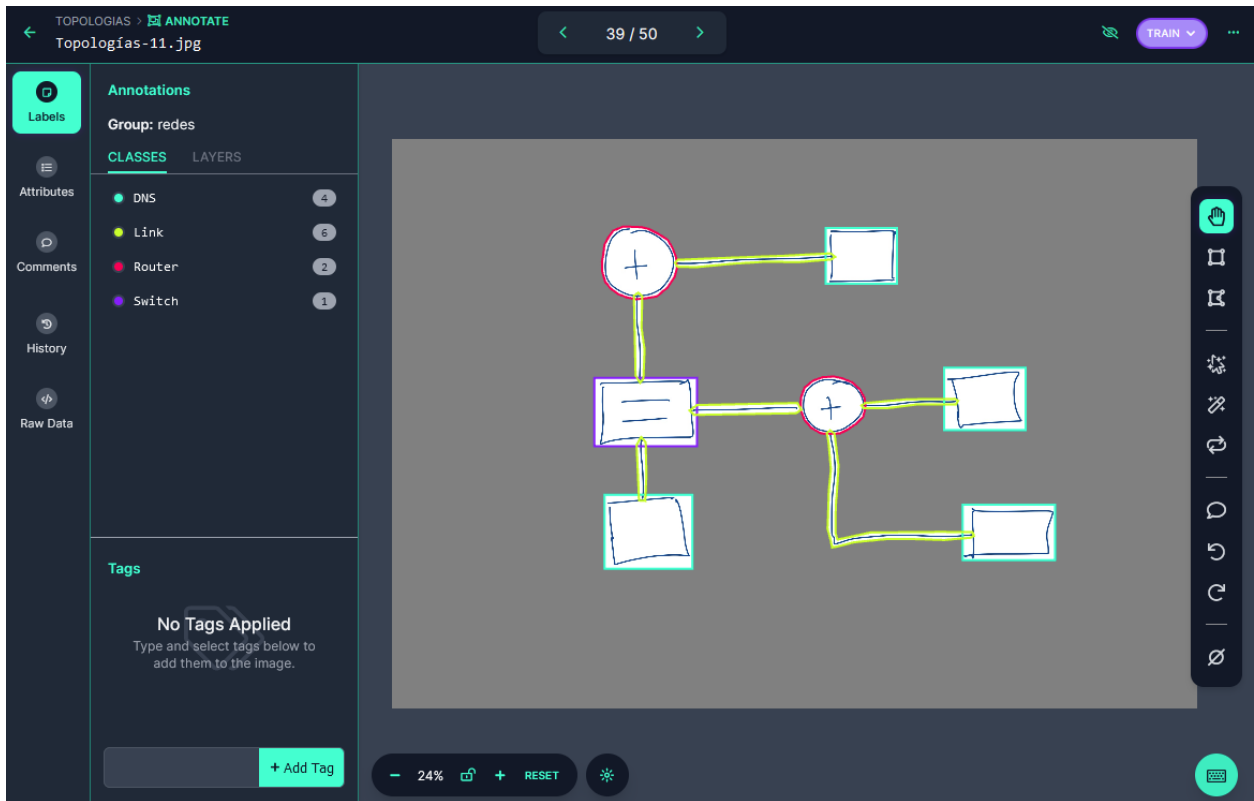 TOPOLOGIAS > ANNOTATE
Topologías-11.jpg
39 / 50
TRAIN
Labels
Attributes
Comments
History
Raw Data
Annotations
Group: redes
CLASSES LAYERS
DNS 4
Link 6
Router 2
Switch 1
Tags
No Tags Applied
Type and select tags below to
add them to the image.
+ Add Tag
− 24% + RESET